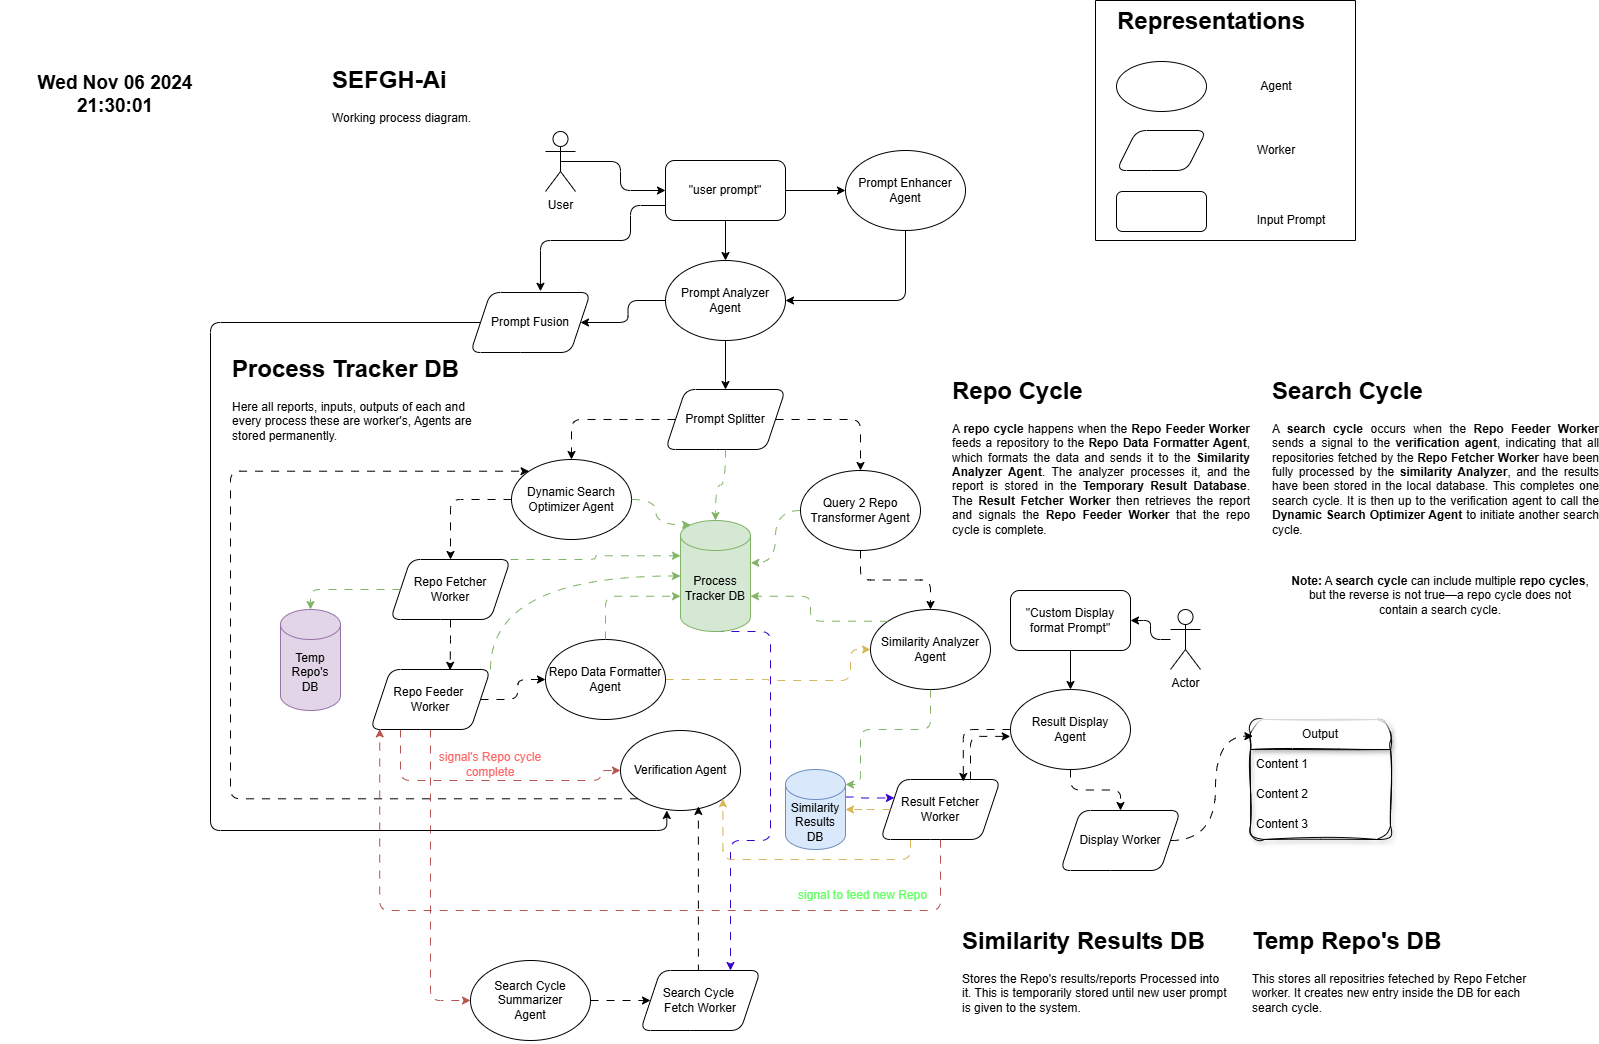 Representations
Agent
Worker
Input Prompt
Wed Nov 06 2024
21:30:01
SEFGH-Ai
Working process diagram.
User
"user prompt"
Prompt Enhancer
Agent
Prompt Analyzer
Agent
Prompt Fusion
Process Tracker DB
Here all reports, inputs, outputs of each and
every process these are worker's, Agents are
stored permanently.
Prompt Splitter
Dynamic Search
Optimizer Agent
Query 2 Repo
Transformer Agent
Repo Cycle
A repo cycle happens when the Repo Feeder Worker
feeds a repository to the Repo Data Formatter Agent,
which formats the data and sends it to the Similarity
Analyzer Agent. The analyzer processes it, and the
report is stored in the Temporary Result Database.
The Result Fetcher Worker then retrieves the report
and signals the Repo Feeder Worker that the repo
cycle is complete.
Search Cycle
A search cycle occurs when the Repo Feeder Worker
sends a signal to the verification agent, indicating that all
repositories fetched by the Repo Fetcher Worker have been
fully processed by the similarity Analyzer, and the results
have been stored in the local database. This completes one
search cycle. It is then up to the verification agent to call the
Dynamic Search Optimizer Agent to initiate another search
cycle.
Note: A search cycle can include multiple repo cycles,
but the reverse is not true—a repo cycle does not
contain a search cycle.
Repo Fetcher
Worker
Process
Tracker DB
Temp
Repo's
DB
Repo Feeder
Worker
Repo Data Formatter
Agent
Similarity Analyzer
Agent
"Custom Display
format Prompt"
Actor
Result Display
Agent
signal's Repo cycle
complete
Verification Agent
Similarity
Results
DB
Result Fetcher
Worker
Display Worker
Output
Content 1
Content 2
Content 3
signal to feed new Repo
Search Cycle
Summarizer
Agent
Search Cycle
Fetch Worker
Similarity Results DB
Stores the Repo's results/reports Processed into
it. This is temporarily stored until new user prompt
is given to the system.
Temp Repo's DB
This stores all repositries feteched by Repo Fetcher
worker. It creates new entry inside the DB for each
search cycle.